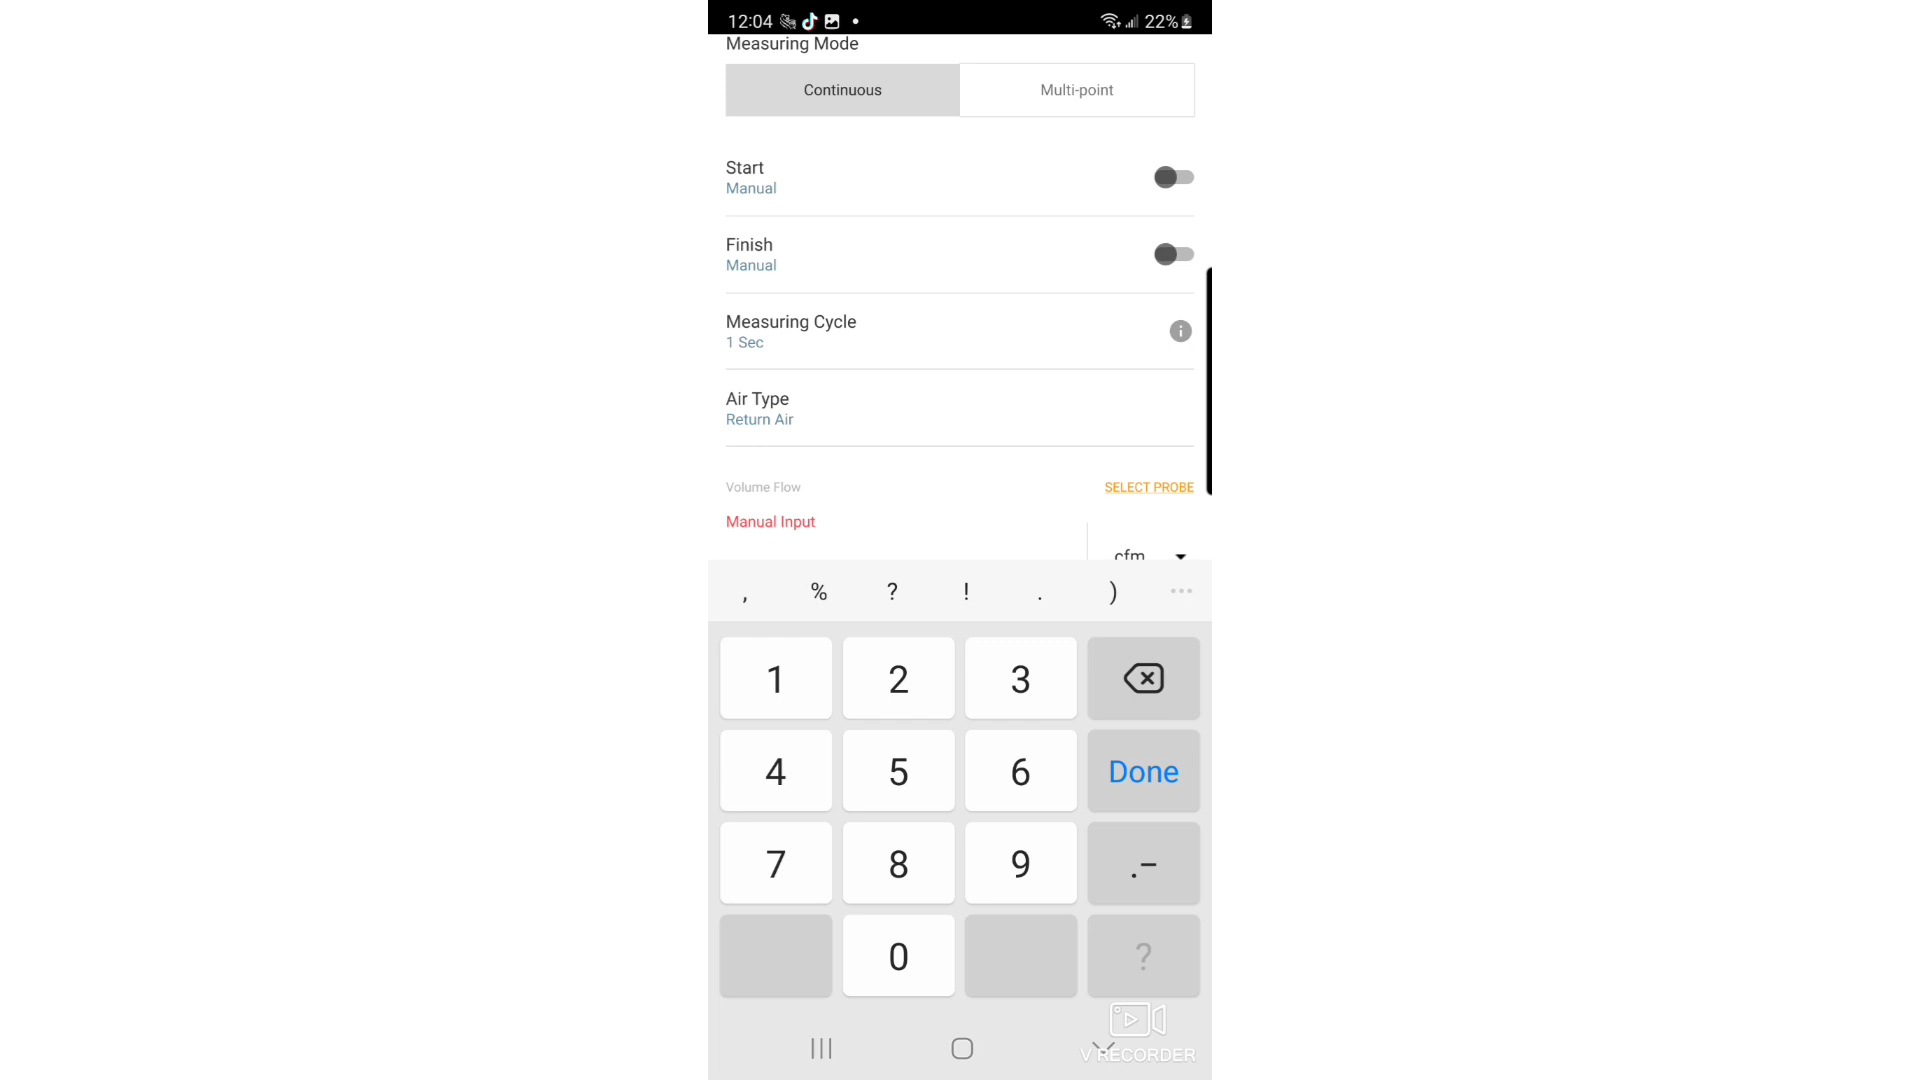 12:04 22%
Measuring Mode
Continuous Multi-point
Start
Manual
Finish
Manual
Measuring Cycle
1 Sec
Air Type
Return Air
Volume Flow SELECT PROBE
Manual Input
cfm
, % ? ! . )
1 2 3
4 5 6 Done
7 8 9 .-
0 ?
V RECORDER